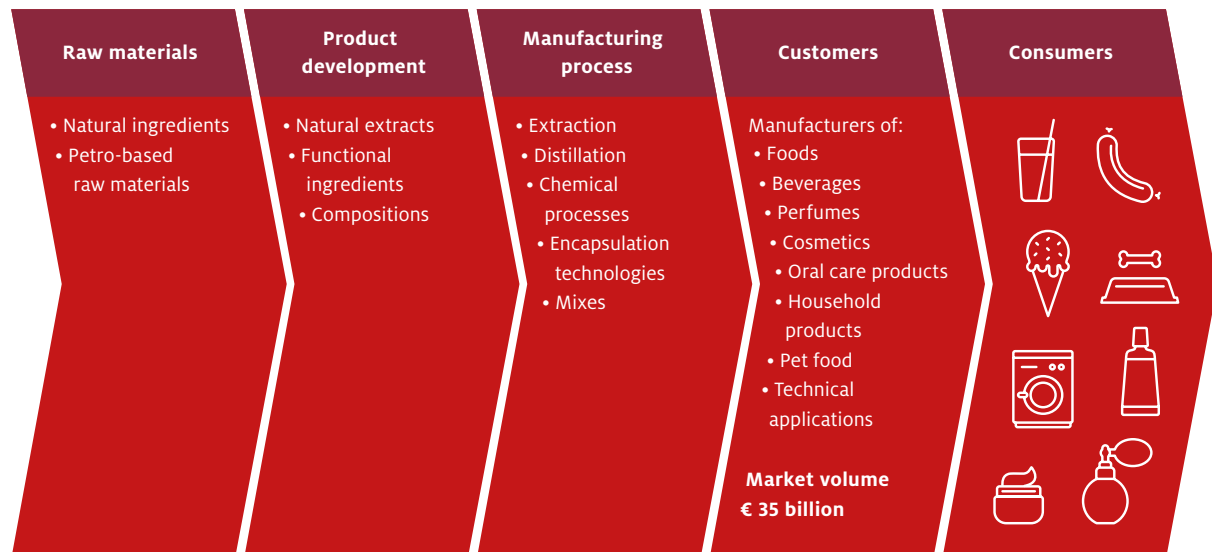 Raw materials
• Natural ingredients
• Petro-based
raw materials
Product
development
• Natural extracts
• Functional
ingredients
• Compositions
Manufacturing
process
• Extraction
• Distillation
• Chemical
processes
• Encapsulation
technologies
• Mixes
Customers
Manufacturers of:
• Foods
• Beverages
• Perfumes
• Cosmetics
• Oral care products
• Household
products
• Pet food
• Technical
applications
Market volume
€ 35 billion
Consumers